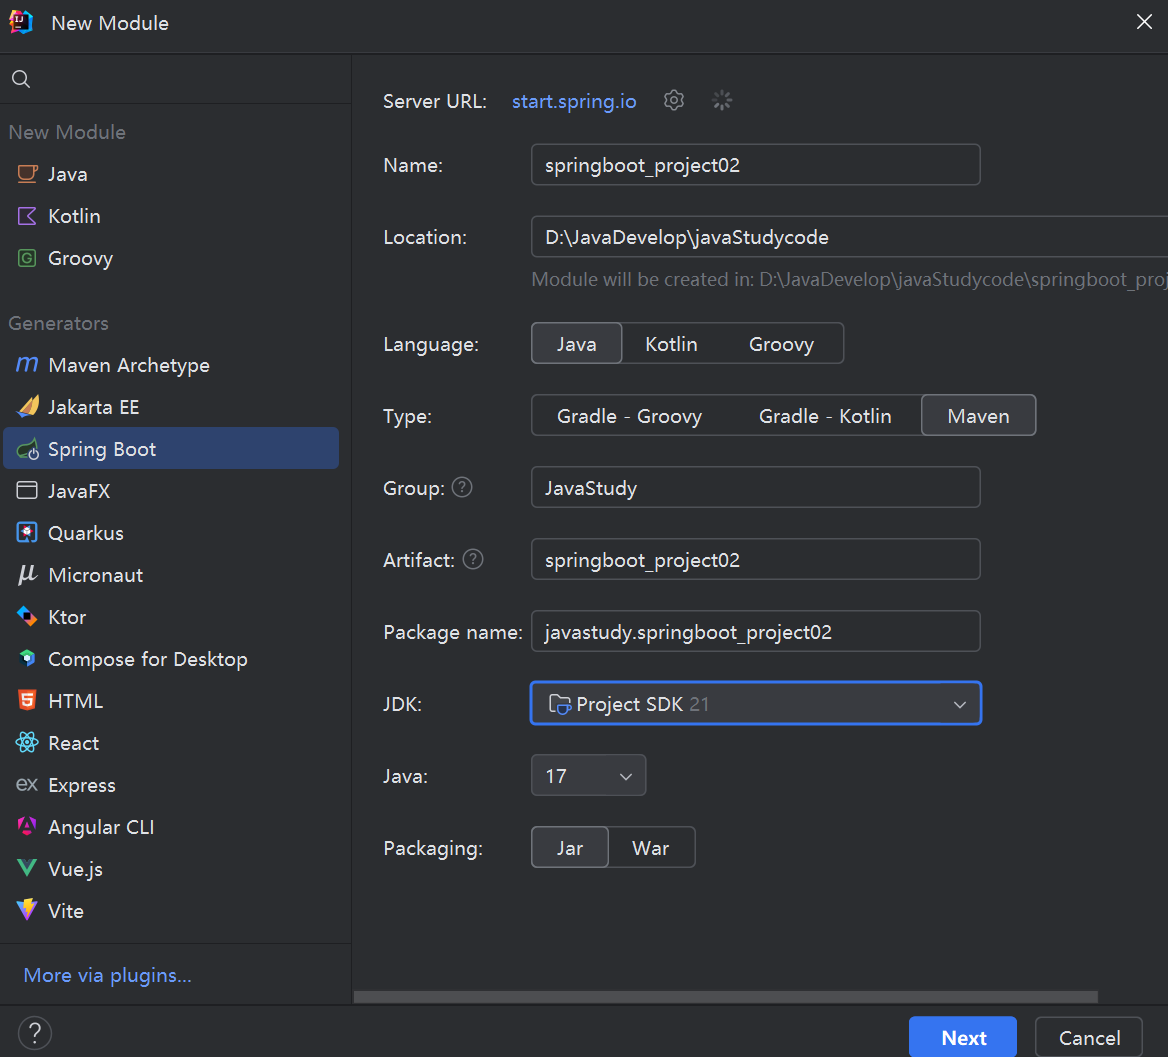 New Module
New Module
Java
Kotlin
Groovy
Generators
Maven Archetype
Jakarta EE
Spring Boot
JavaFX
Quarkus
Micronaut
Ktor
Compose for Desktop
HTML
React
Express
Angular CLI
Vue.js
Vite
More via plugins...
Server URL: start.spring.io
Name: springboot_project02
Location: D:\JavaDevelop\javaStudycode
Module will be created in: D:\JavaDevelop\javaStudycode\springboot_proj
Language: Java Kotlin Groovy
Type: Gradle - Groovy Gradle - Kotlin Maven
Group: ? JavaStudy
Artifact: ? springboot_project02
Package name: javastudy.springboot_project02
JDK: Project SDK 21
Java: 17
Packaging: Jar War
? Next Cancel